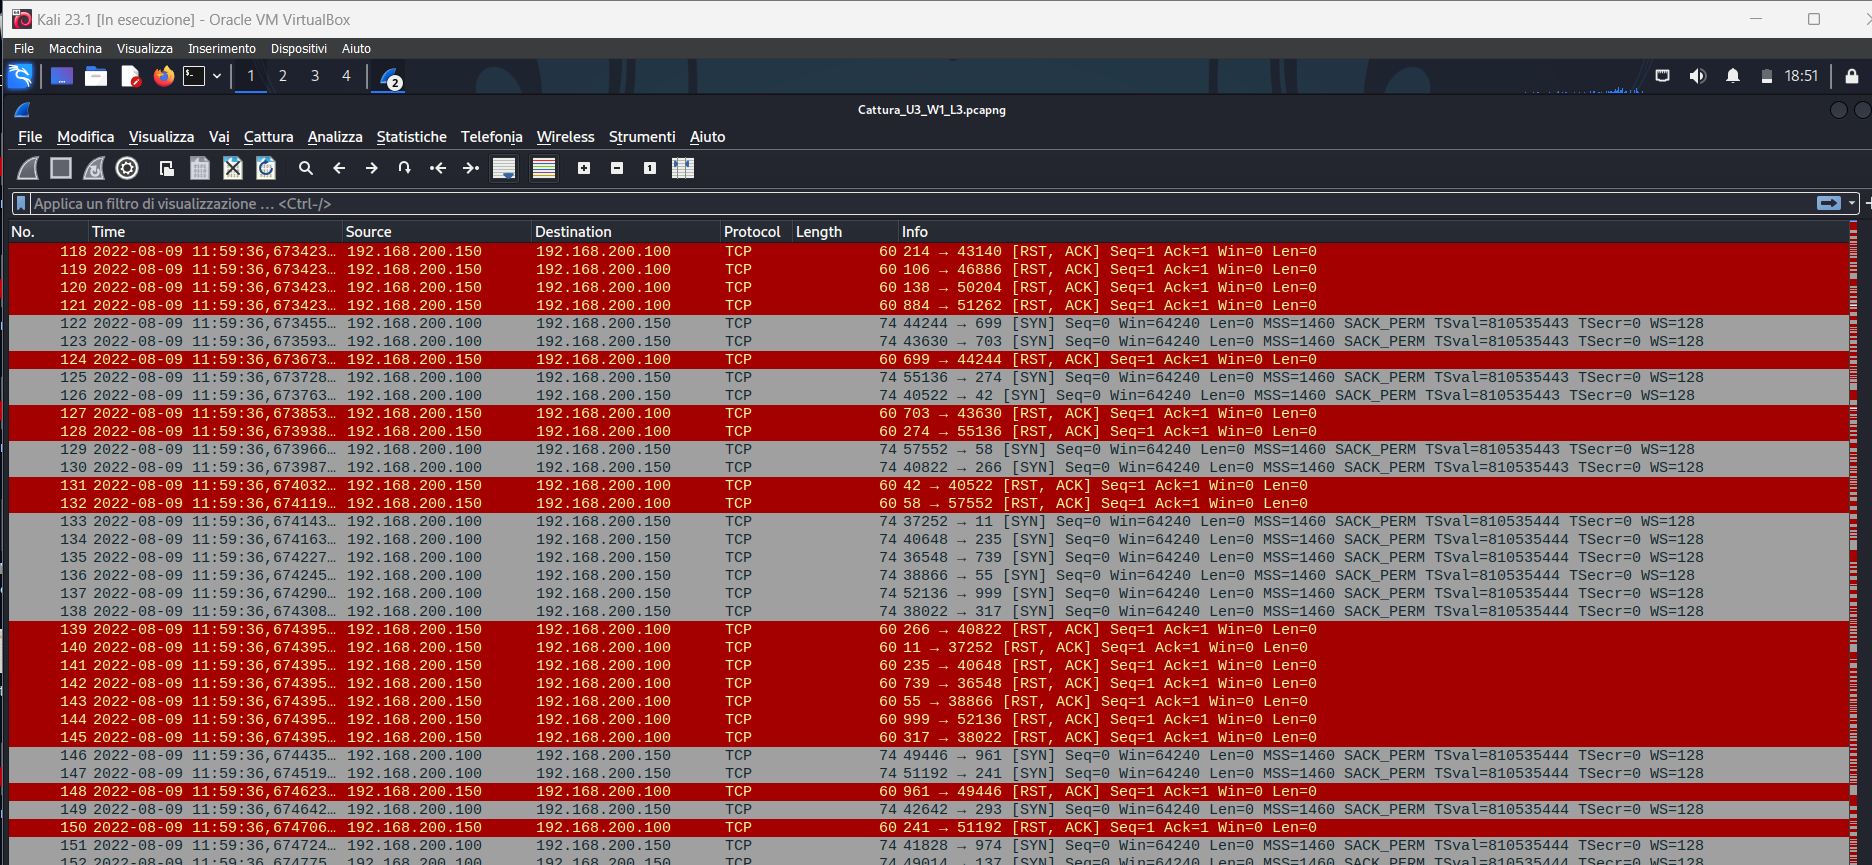 Kali 23.1 [In esecuzione] - Oracle VM VirtualBox
File Macchina Visualizza Inserimento Dispositivi Aiuto
1 2 3 4 2 18:51
Cattura_U3_W1_L3.pcapng
File Modifica Visualizza Vai Cattura Analizza Statistiche Telefonia Wireless Strumenti Aiuto
Applica un filtro di visualizzazione … <Ctrl-/>
No. Time Source Destination Protocol Length Info
118 2022-08-09 11:59:36,673423… 192.168.200.150 192.168.200.100 TCP 60 214 → 43140 [RST, ACK] Seq=1 Ack=1 Win=0 Len=0
119 2022-08-09 11:59:36,673423… 192.168.200.150 192.168.200.100 TCP 60 106 → 46886 [RST, ACK] Seq=1 Ack=1 Win=0 Len=0
120 2022-08-09 11:59:36,673423… 192.168.200.150 192.168.200.100 TCP 60 138 → 50204 [RST, ACK] Seq=1 Ack=1 Win=0 Len=0
121 2022-08-09 11:59:36,673423… 192.168.200.150 192.168.200.100 TCP 60 884 → 51262 [RST, ACK] Seq=1 Ack=1 Win=0 Len=0
122 2022-08-09 11:59:36,673455… 192.168.200.100 192.168.200.150 TCP 74 44244 → 699 [SYN] Seq=0 Win=64240 Len=0 MSS=1460 SACK_PERM TSval=810535443 TSecr=0 WS=128
123 2022-08-09 11:59:36,673593… 192.168.200.100 192.168.200.150 TCP 74 43630 → 703 [SYN] Seq=0 Win=64240 Len=0 MSS=1460 SACK_PERM TSval=810535443 TSecr=0 WS=128
124 2022-08-09 11:59:36,673673… 192.168.200.150 192.168.200.100 TCP 60 699 → 44244 [RST, ACK] Seq=1 Ack=1 Win=0 Len=0
125 2022-08-09 11:59:36,673728… 192.168.200.100 192.168.200.150 TCP 74 55136 → 274 [SYN] Seq=0 Win=64240 Len=0 MSS=1460 SACK_PERM TSval=810535443 TSecr=0 WS=128
126 2022-08-09 11:59:36,673763… 192.168.200.100 192.168.200.150 TCP 74 40522 → 42 [SYN] Seq=0 Win=64240 Len=0 MSS=1460 SACK_PERM TSval=810535443 TSecr=0 WS=128
127 2022-08-09 11:59:36,673853… 192.168.200.150 192.168.200.100 TCP 60 703 → 43630 [RST, ACK] Seq=1 Ack=1 Win=0 Len=0
128 2022-08-09 11:59:36,673938… 192.168.200.150 192.168.200.100 TCP 60 274 → 55136 [RST, ACK] Seq=1 Ack=1 Win=0 Len=0
129 2022-08-09 11:59:36,673966… 192.168.200.100 192.168.200.150 TCP 74 57552 → 58 [SYN] Seq=0 Win=64240 Len=0 MSS=1460 SACK_PERM TSval=810535443 TSecr=0 WS=128
130 2022-08-09 11:59:36,673987… 192.168.200.100 192.168.200.150 TCP 74 40822 → 266 [SYN] Seq=0 Win=64240 Len=0 MSS=1460 SACK_PERM TSval=810535443 TSecr=0 WS=128
131 2022-08-09 11:59:36,674032… 192.168.200.150 192.168.200.100 TCP 60 42 → 40522 [RST, ACK] Seq=1 Ack=1 Win=0 Len=0
132 2022-08-09 11:59:36,674119… 192.168.200.150 192.168.200.100 TCP 60 58 → 57552 [RST, ACK] Seq=1 Ack=1 Win=0 Len=0
133 2022-08-09 11:59:36,674143… 192.168.200.100 192.168.200.150 TCP 74 37252 → 11 [SYN] Seq=0 Win=64240 Len=0 MSS=1460 SACK_PERM TSval=810535444 TSecr=0 WS=128
134 2022-08-09 11:59:36,674163… 192.168.200.100 192.168.200.150 TCP 74 40648 → 235 [SYN] Seq=0 Win=64240 Len=0 MSS=1460 SACK_PERM TSval=810535444 TSecr=0 WS=128
135 2022-08-09 11:59:36,674227… 192.168.200.100 192.168.200.150 TCP 74 36548 → 739 [SYN] Seq=0 Win=64240 Len=0 MSS=1460 SACK_PERM TSval=810535444 TSecr=0 WS=128
136 2022-08-09 11:59:36,674245… 192.168.200.100 192.168.200.150 TCP 74 38866 → 55 [SYN] Seq=0 Win=64240 Len=0 MSS=1460 SACK_PERM TSval=810535444 TSecr=0 WS=128
137 2022-08-09 11:59:36,674290… 192.168.200.100 192.168.200.150 TCP 74 52136 → 999 [SYN] Seq=0 Win=64240 Len=0 MSS=1460 SACK_PERM TSval=810535444 TSecr=0 WS=128
138 2022-08-09 11:59:36,674308… 192.168.200.100 192.168.200.150 TCP 74 38022 → 317 [SYN] Seq=0 Win=64240 Len=0 MSS=1460 SACK_PERM TSval=810535444 TSecr=0 WS=128
139 2022-08-09 11:59:36,674395… 192.168.200.150 192.168.200.100 TCP 60 266 → 40822 [RST, ACK] Seq=1 Ack=1 Win=0 Len=0
140 2022-08-09 11:59:36,674395… 192.168.200.150 192.168.200.100 TCP 60 11 → 37252 [RST, ACK] Seq=1 Ack=1 Win=0 Len=0
141 2022-08-09 11:59:36,674395… 192.168.200.150 192.168.200.100 TCP 60 235 → 40648 [RST, ACK] Seq=1 Ack=1 Win=0 Len=0
142 2022-08-09 11:59:36,674395… 192.168.200.150 192.168.200.100 TCP 60 739 → 36548 [RST, ACK] Seq=1 Ack=1 Win=0 Len=0
143 2022-08-09 11:59:36,674395… 192.168.200.150 192.168.200.100 TCP 60 55 → 38866 [RST, ACK] Seq=1 Ack=1 Win=0 Len=0
144 2022-08-09 11:59:36,674395… 192.168.200.150 192.168.200.100 TCP 60 999 → 52136 [RST, ACK] Seq=1 Ack=1 Win=0 Len=0
145 2022-08-09 11:59:36,674395… 192.168.200.150 192.168.200.100 TCP 60 317 → 38022 [RST, ACK] Seq=1 Ack=1 Win=0 Len=0
146 2022-08-09 11:59:36,674435… 192.168.200.100 192.168.200.150 TCP 74 49446 → 961 [SYN] Seq=0 Win=64240 Len=0 MSS=1460 SACK_PERM TSval=810535444 TSecr=0 WS=128
147 2022-08-09 11:59:36,674519… 192.168.200.100 192.168.200.150 TCP 74 51192 → 241 [SYN] Seq=0 Win=64240 Len=0 MSS=1460 SACK_PERM TSval=810535444 TSecr=0 WS=128
148 2022-08-09 11:59:36,674623… 192.168.200.150 192.168.200.100 TCP 60 961 → 49446 [RST, ACK] Seq=1 Ack=1 Win=0 Len=0
149 2022-08-09 11:59:36,674642… 192.168.200.100 192.168.200.150 TCP 74 42642 → 293 [SYN] Seq=0 Win=64240 Len=0 MSS=1460 SACK_PERM TSval=810535444 TSecr=0 WS=128
150 2022-08-09 11:59:36,674706… 192.168.200.150 192.168.200.100 TCP 60 241 → 51192 [RST, ACK] Seq=1 Ack=1 Win=0 Len=0
151 2022-08-09 11:59:36,674724… 192.168.200.100 192.168.200.150 TCP 74 41828 → 974 [SYN] Seq=0 Win=64240 Len=0 MSS=1460 SACK_PERM TSval=810535444 TSecr=0 WS=128
152 2022-08-09 11:59:36,674775… 192.168.200.100 192.168.200.150 TCP 74 49014 → 137 [SYN] Seq=0 Win=64240 Len=0 MSS=1460 SACK_PERM TSval=810535444 TSecr=0 WS=128